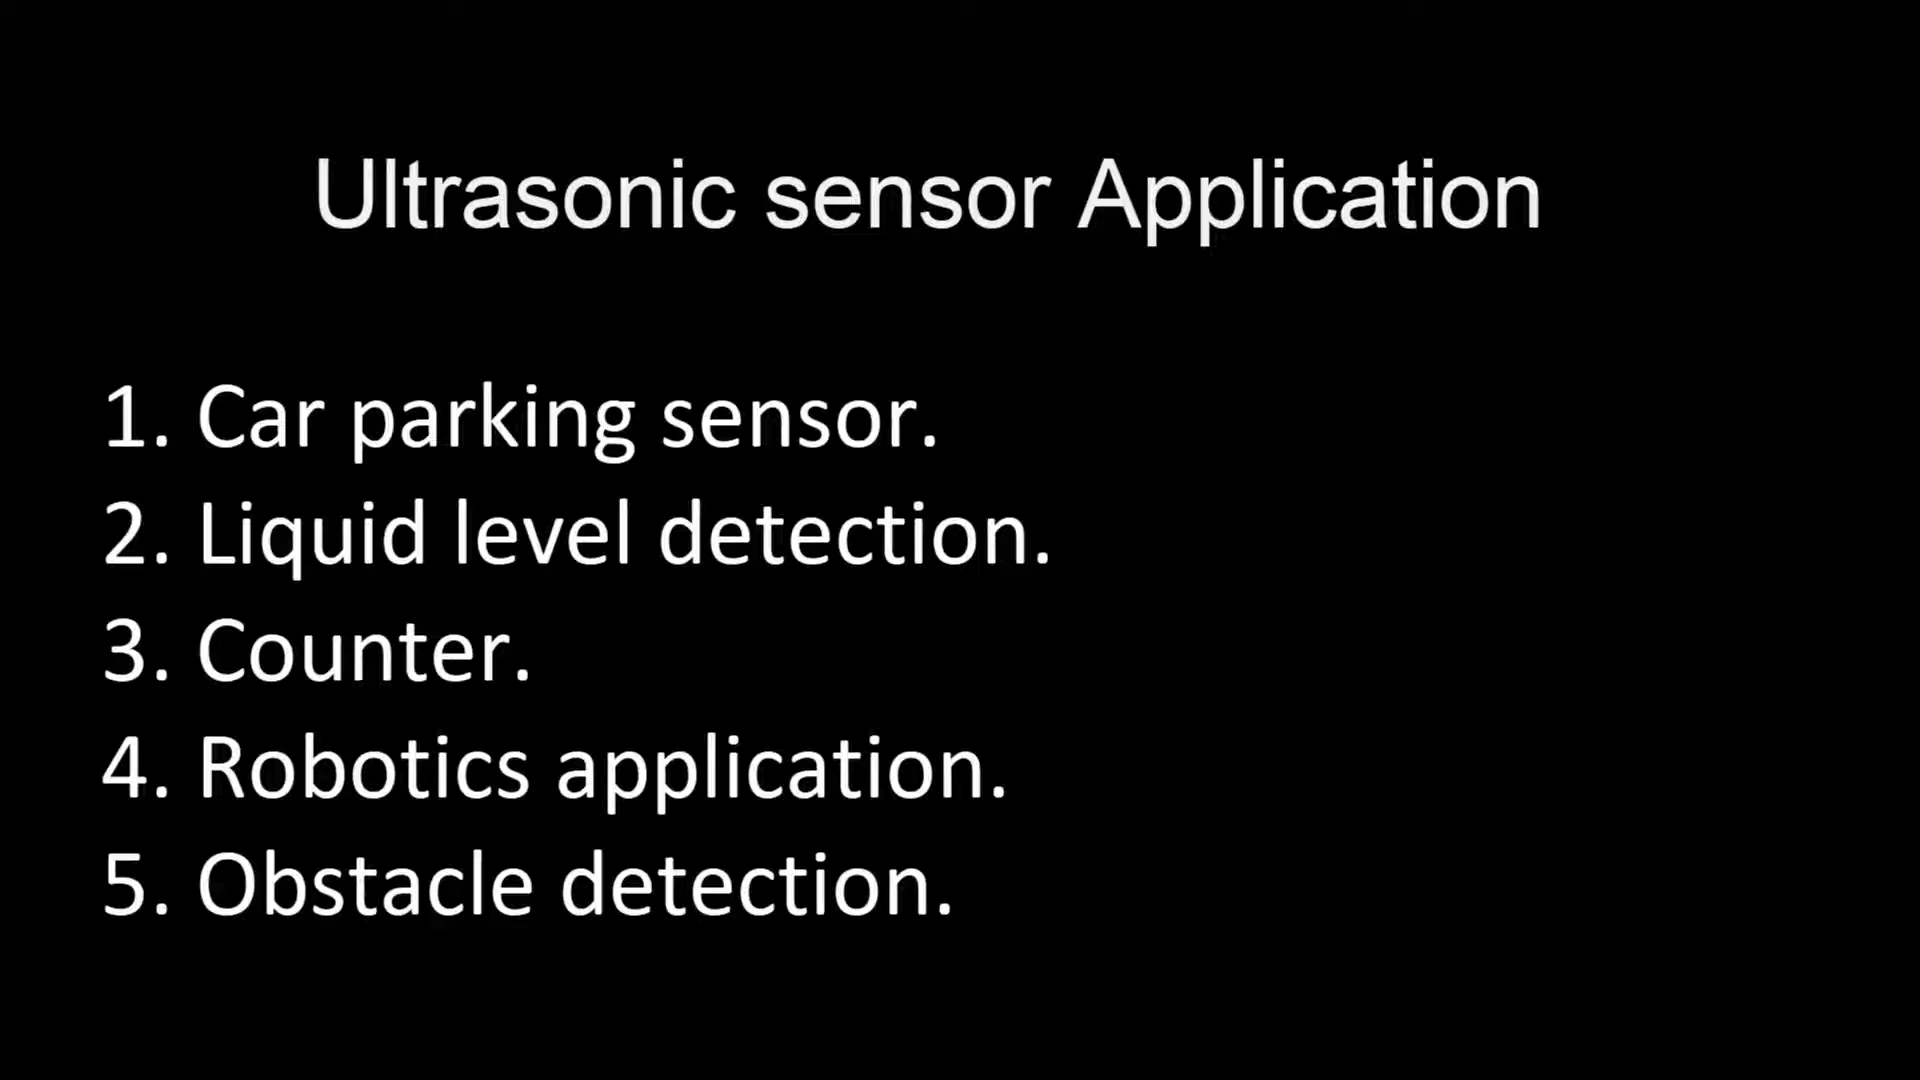 Ultrasonic sensor Application
1. Car parking sensor.
2. Liquid level detection.
3. Counter.
4. Robotics application.
5. Obstacle detection.